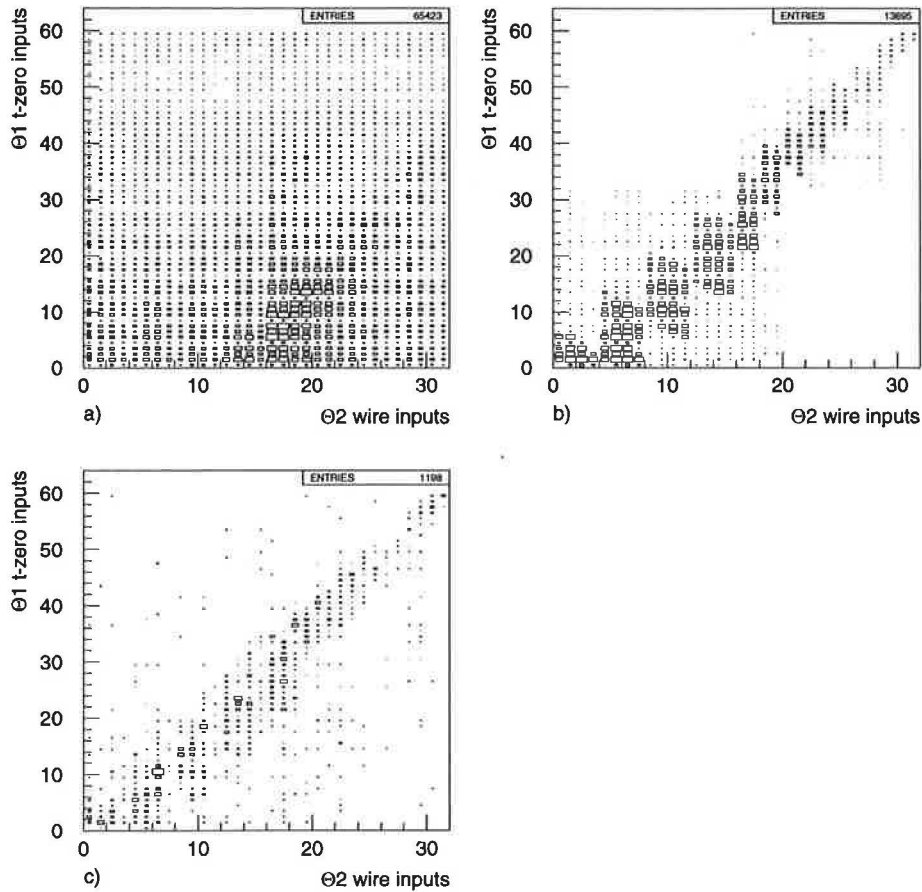 ENTRIES 65423
Θ1 t-zero inputs
60
50
40
30
20
10
0
0 10 20 30
a) Θ2 wire inputs
ENTRIES 13695
Θ1 t-zero inputs
60
50
40
30
20
10
0
0 10 20 30
b) Θ2 wire inputs
ENTRIES 1198
Θ1 t-zero inputs
60
50
40
30
20
10
0
0 10 20 30
c) Θ2 wire inputs